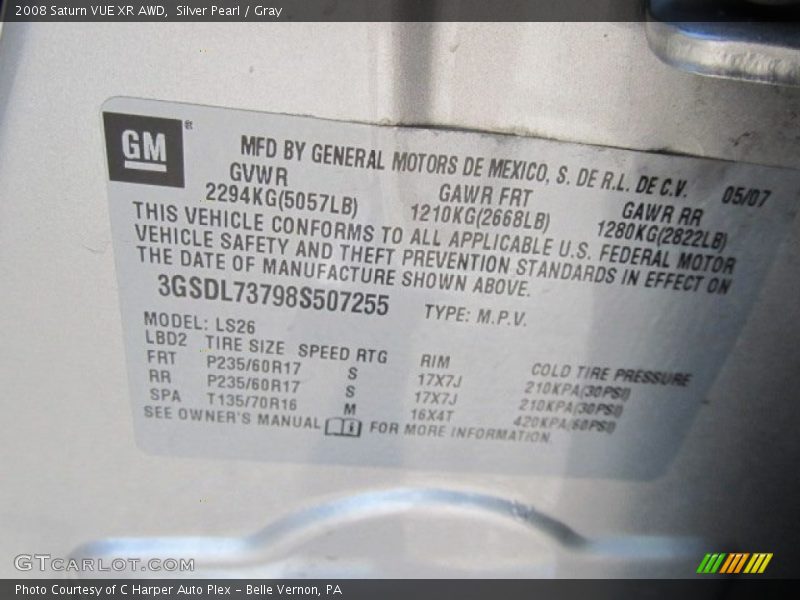 2008 Saturn VUE XR AWD, Silver Pearl / Gray
GM®
MFD BY GENERAL MOTORS DE MEXICO, S. DE R.L. DE C.V. 05/07
GVWR GAWR FRT GAWR RR
2294KG(5057LB) 1210KG(2668LB) 1280KG(2822LB)
THIS VEHICLE CONFORMS TO ALL APPLICABLE U.S. FEDERAL MOTOR
VEHICLE SAFETY AND THEFT PREVENTION STANDARDS IN EFFECT ON
THE DATE OF MANUFACTURE SHOWN ABOVE.
3GSDL73798S507255 TYPE: M.P.V.
MODEL: LS26
LBD2 TIRE SIZE SPEED RTG RIM COLD TIRE PRESSURE
FRT P235/60R17 S 17X7J 210KPA(30PSI)
RR P235/60R17 S 17X7J 210KPA(30PSI)
SPA T135/70R16 M 16X4T 420KPA(60PSI)
SEE OWNER'S MANUAL FOR MORE INFORMATION.
GTCARLOT.COM
Photo Courtesy of C Harper Auto Plex - Belle Vernon, PA